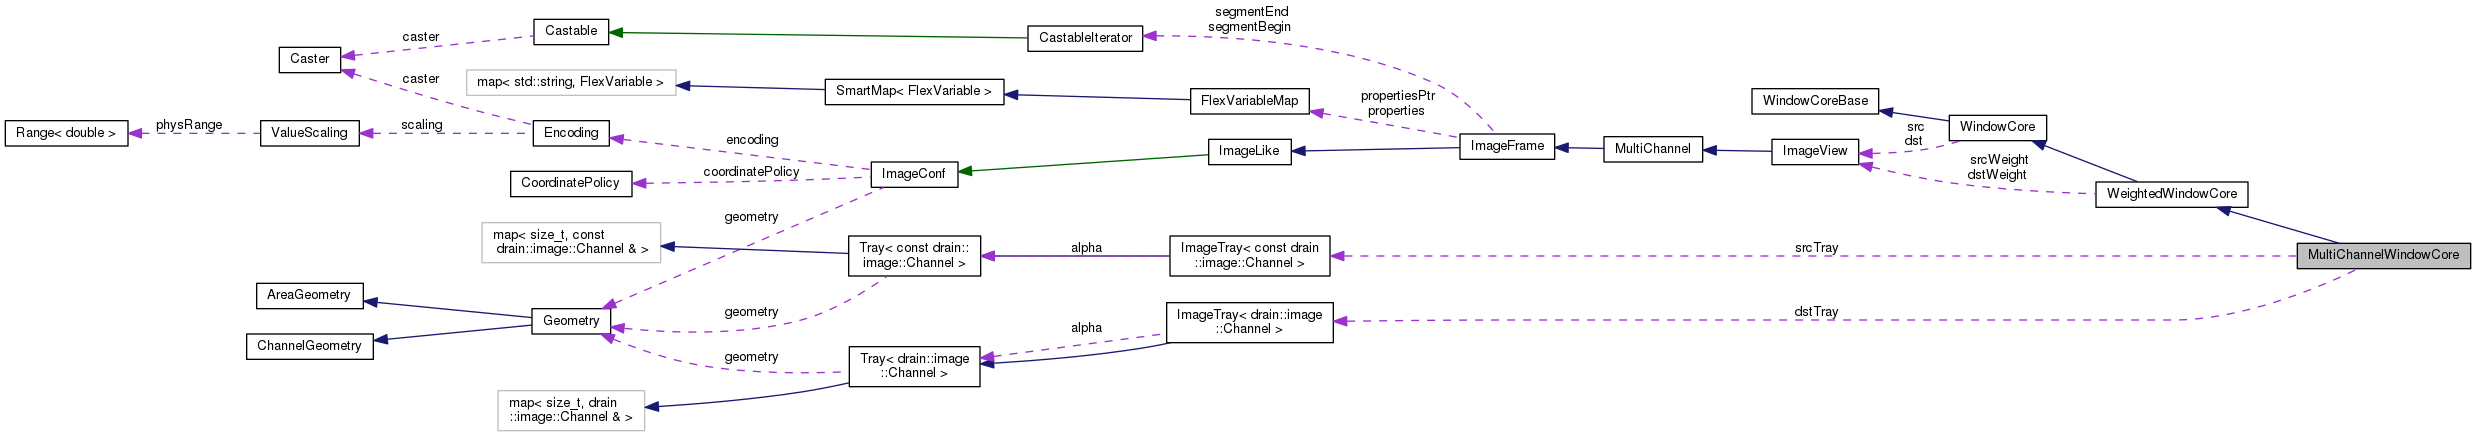 segmentEnd
segmentBegin
caster
Castable
CastableIterator
Caster
caster
map< std::string, FlexVariable >
SmartMap< FlexVariable >
FlexVariableMap
propertiesPtr
properties
WindowCoreBase
Range< double >
physRange
ValueScaling
scaling
Encoding
encoding
ImageLike
ImageFrame
MultiChannel
ImageView
src
dst
WindowCore
CoordinatePolicy
coordinatePolicy
ImageConf
srcWeight
dstWeight
WeightedWindowCore
geometry
map< size_t, const
drain::image::Channel & >
Tray< const drain::
image::Channel >
alpha
ImageTray< const drain
::image::Channel >
srcTray
MultiChannelWindowCore
AreaGeometry
ChannelGeometry
Geometry
geometry
geometry
Tray< drain::image
::Channel >
alpha
ImageTray< drain::image
::Channel >
dstTray
map< size_t, drain
::image::Channel & >